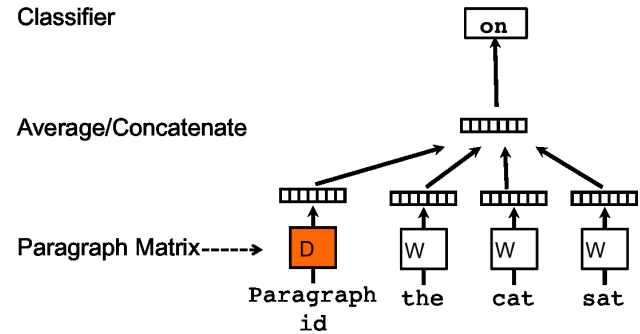 Classifier
on
Average/Concatenate
Paragraph Matrix
D
W
W
W
Paragraph
id
the
cat
sat